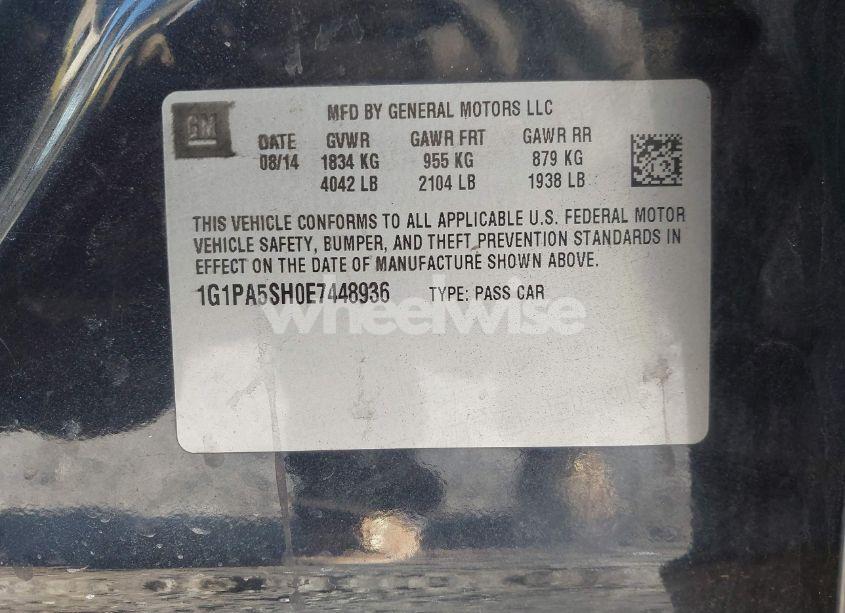 GM
MFD BY GENERAL MOTORS LLC
DATE GVWR GAWR FRT GAWR RR
08/14 1834 KG 955 KG 879 KG
4042 LB 2104 LB 1938 LB
THIS VEHICLE CONFORMS TO ALL APPLICABLE U.S. FEDERAL MOTOR
VEHICLE SAFETY, BUMPER, AND THEFT PREVENTION STANDARDS IN
EFFECT ON THE DATE OF MANUFACTURE SHOWN ABOVE.
1G1PA5SH0E7448936 TYPE: PASS CAR
wheelwise